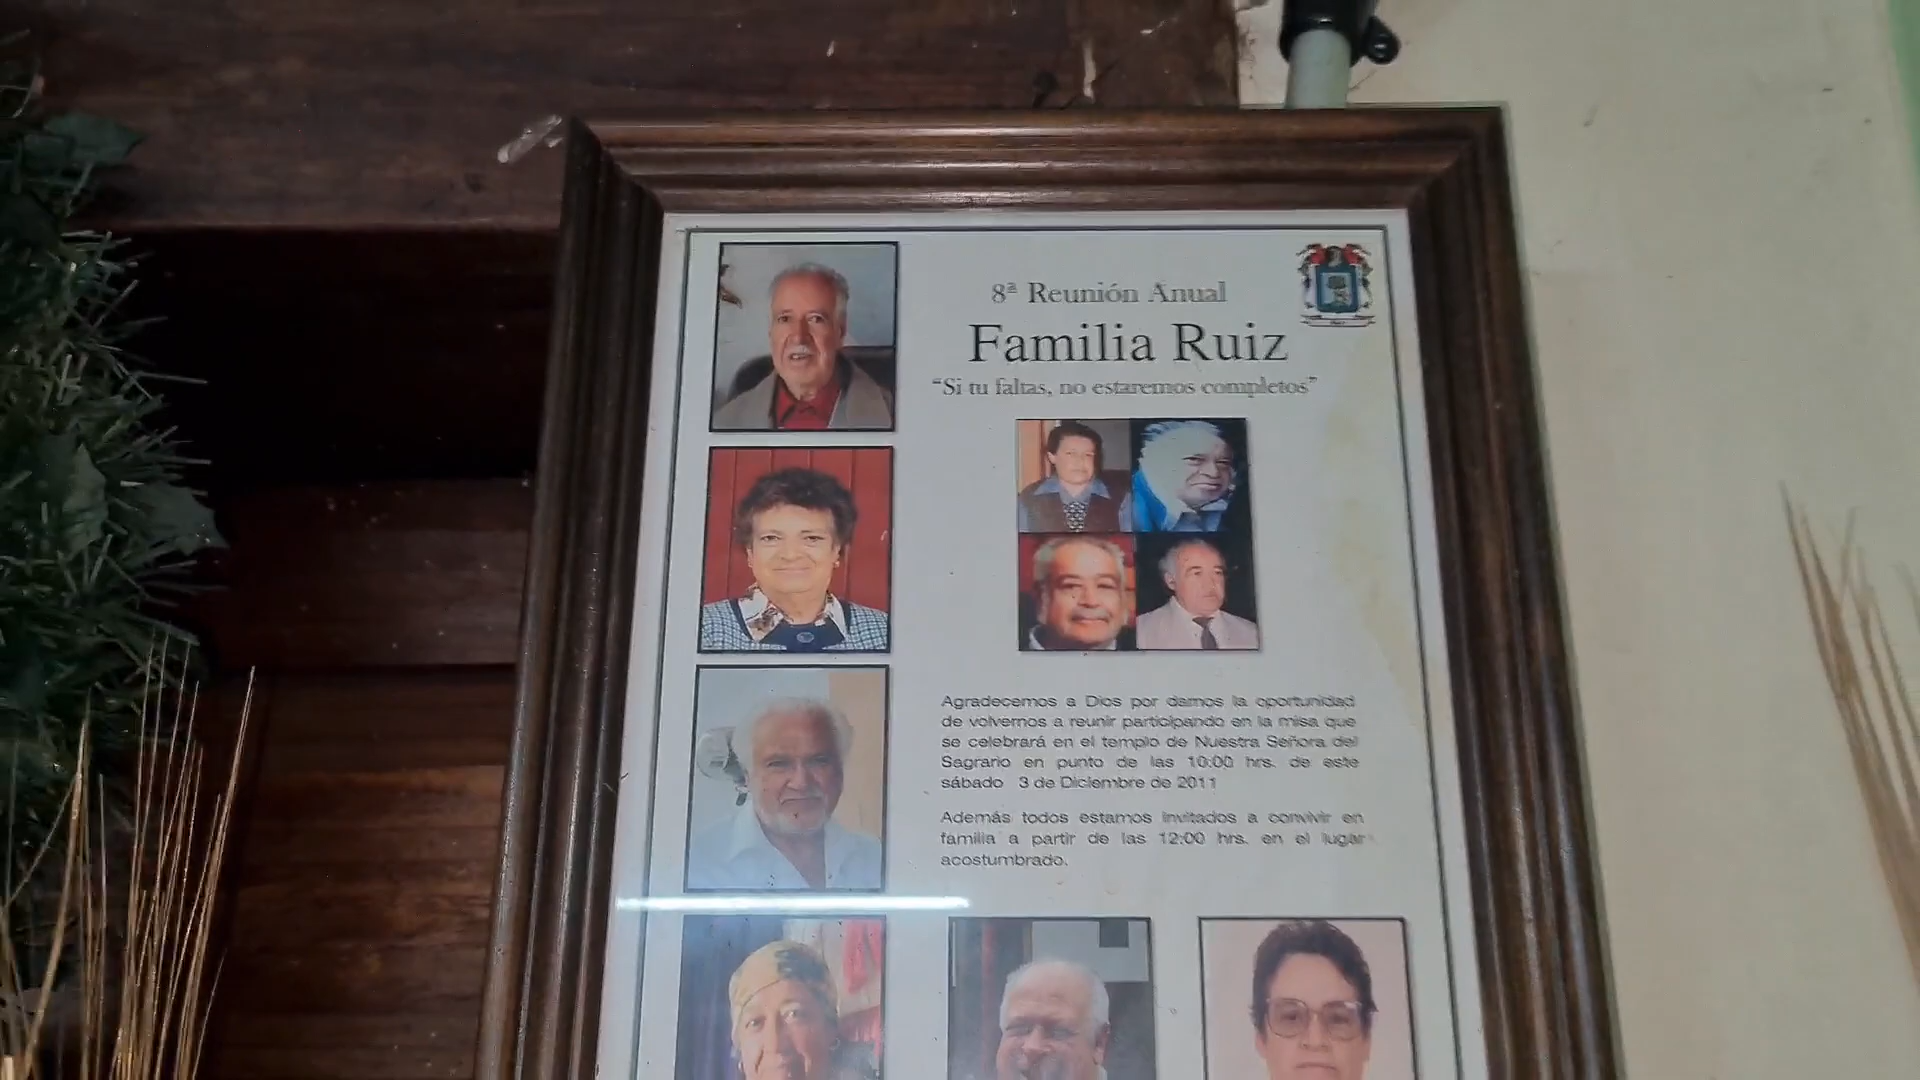 8ª Reunión Anual
Familia Ruiz
“Si tu faltas, no estaremos completos”
Agradecemos a Dios por darnos la oportunidad
de volvernos a reunir participando en la misa que
se celebrará en el templo de Nuestra Señora del
Sagrario en punto de las 10:00 hrs. de este
sábado 3 de Diciembre de 2011
Además todos estamos invitados a convivir en
familia a partir de las 12:00 hrs. en el lugar
acostumbrado.